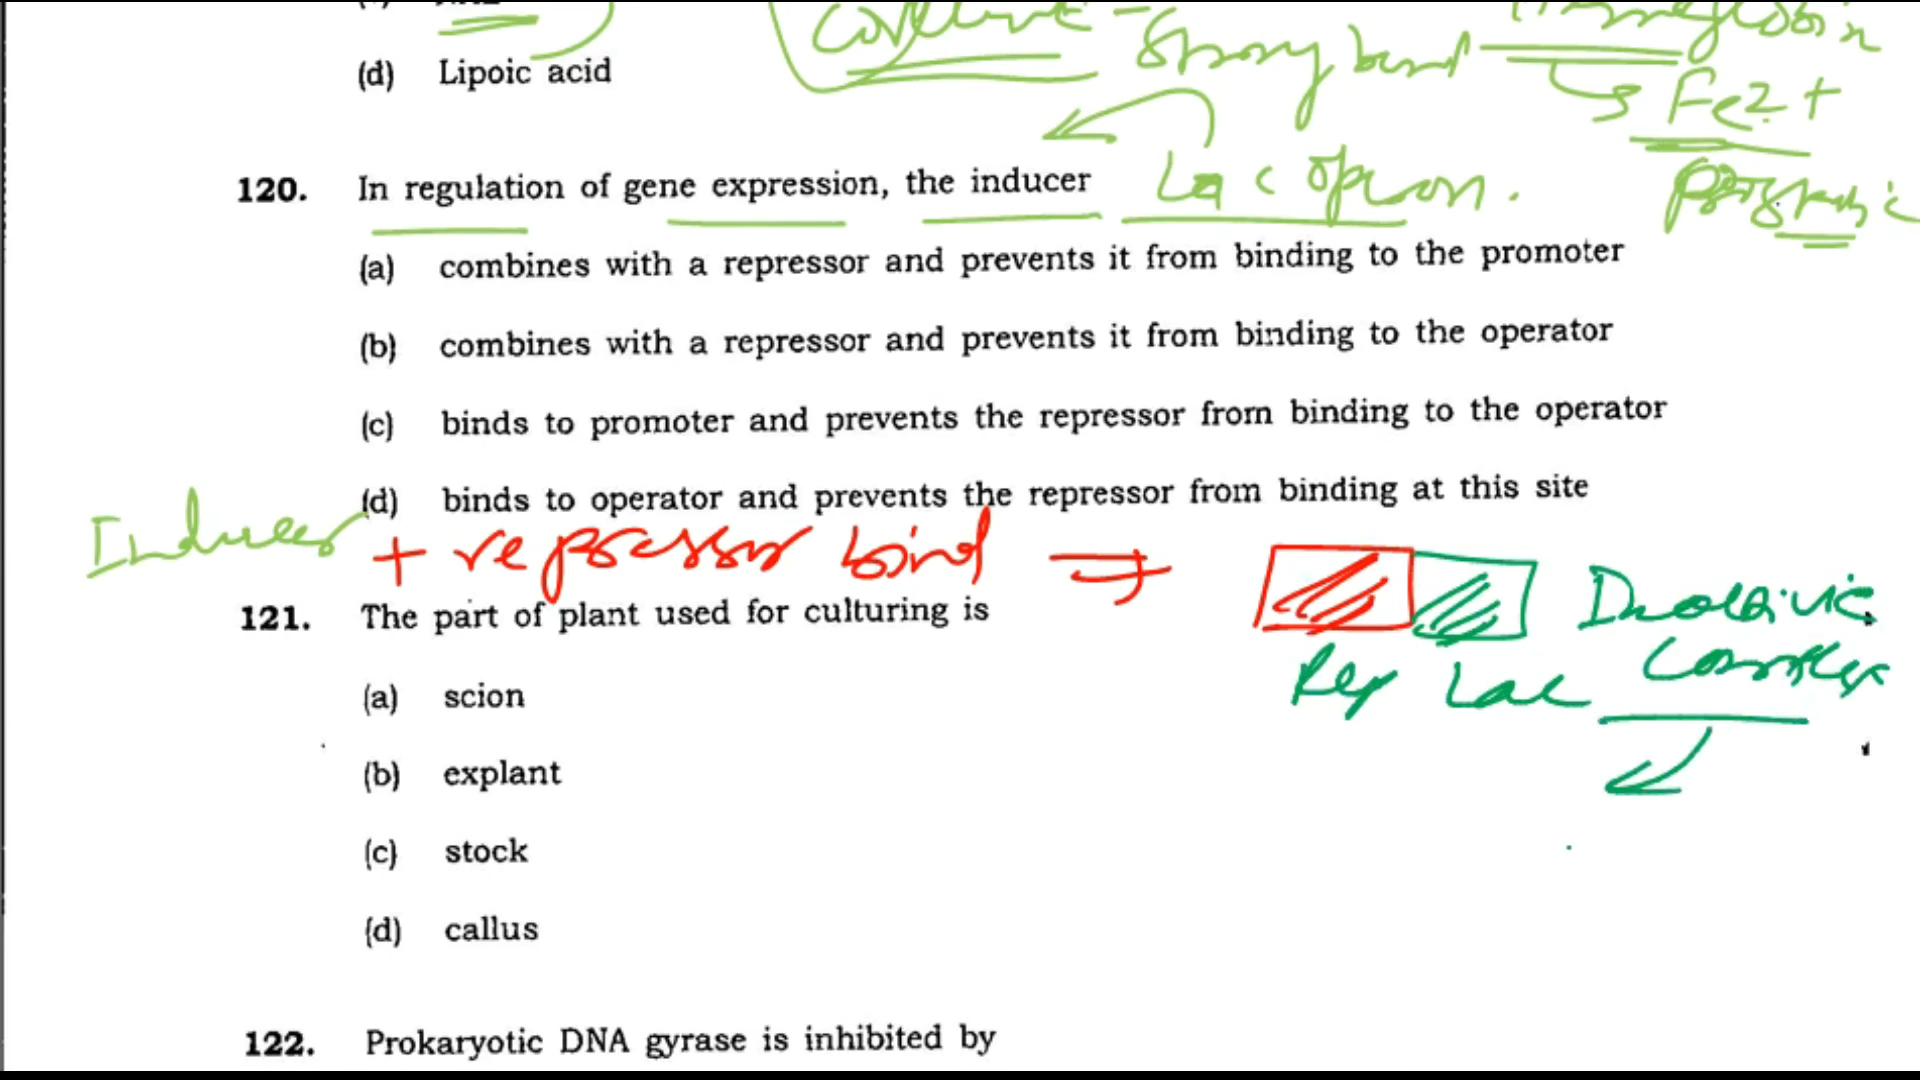 (d) Lipoic acid
Strong bind
Fe2+
120. In regulation of gene expression, the inducer
Lac operon.
(a) combines with a repressor and prevents it from binding to the promoter
(b) combines with a repressor and prevents it from binding to the operator
(c) binds to promoter and prevents the repressor from binding to the operator
(d) binds to operator and prevents the repressor from binding at this site
Inducer + repressor bind
121. The part of plant used for culturing is
Rep Lac
(a) scion
(b) explant
(c) stock
(d) callus
122. Prokaryotic DNA gyrase is inhibited by